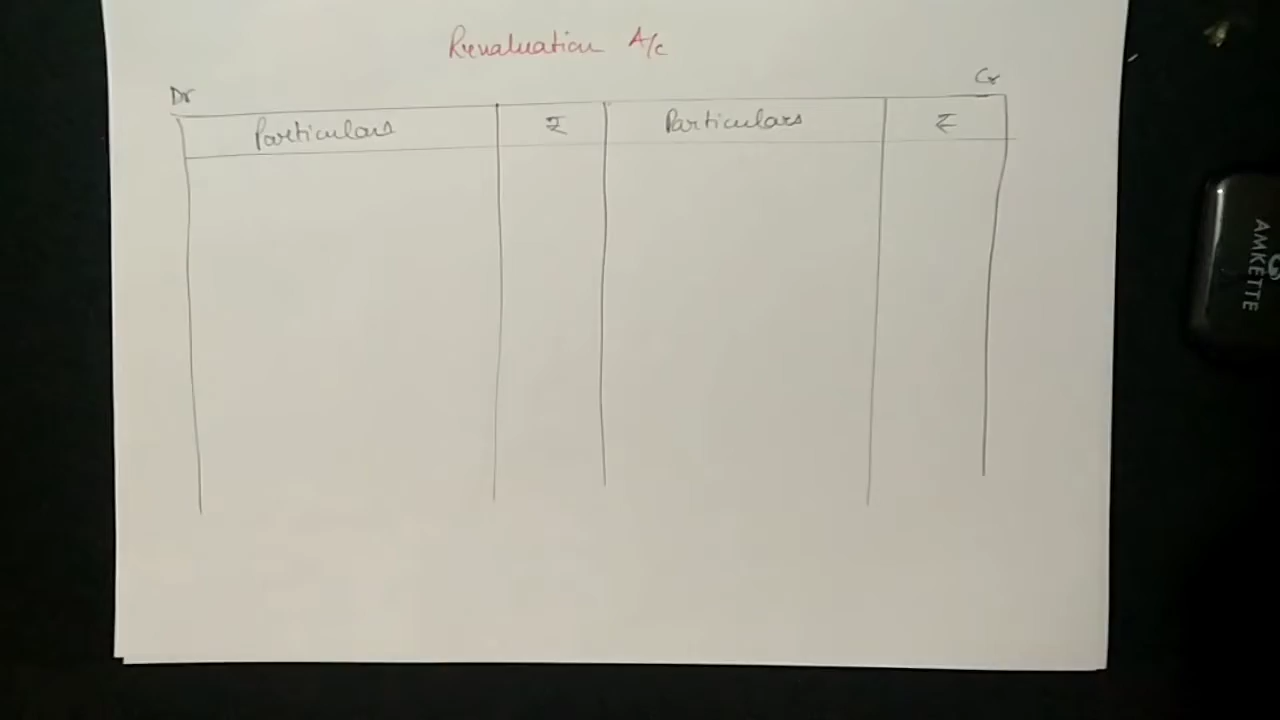 Revaluation A/c
Dr Cr
Particulars ₹ Particulars ₹
AMKETTE